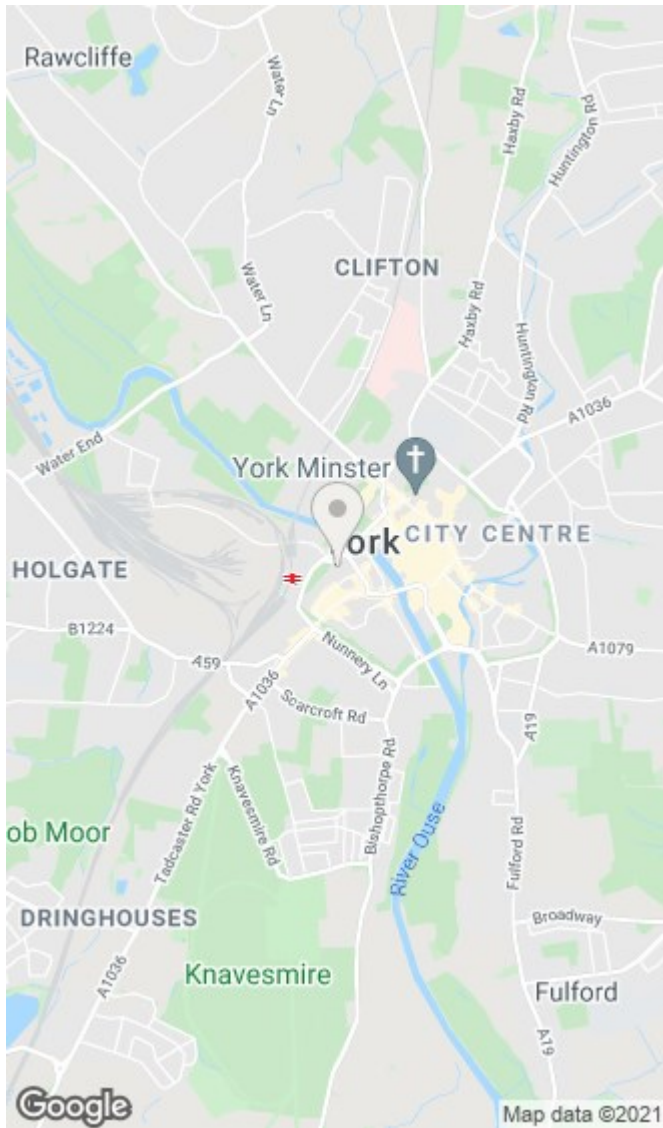 Rawcliffe
Water Ln
Haxby Rd
Huntington Rd
CLIFTON
Water Ln
Haxby Rd
Huntington Rd
A1036
Water End
York Minster
ork
CITY CENTRE
HOLGATE
B1224
A59
Nunnery Ln
A1079
A1036
Scarcroft Rd
A19
Bishopthorpe Rd
Knavesmire Rd
Tadcaster Rd York
ob Moor
River Ouse
Fulford Rd
DRINGHOUSES
Broadway
Knavesmire
A1036
Fulford
A19
Google
Map data ©2021